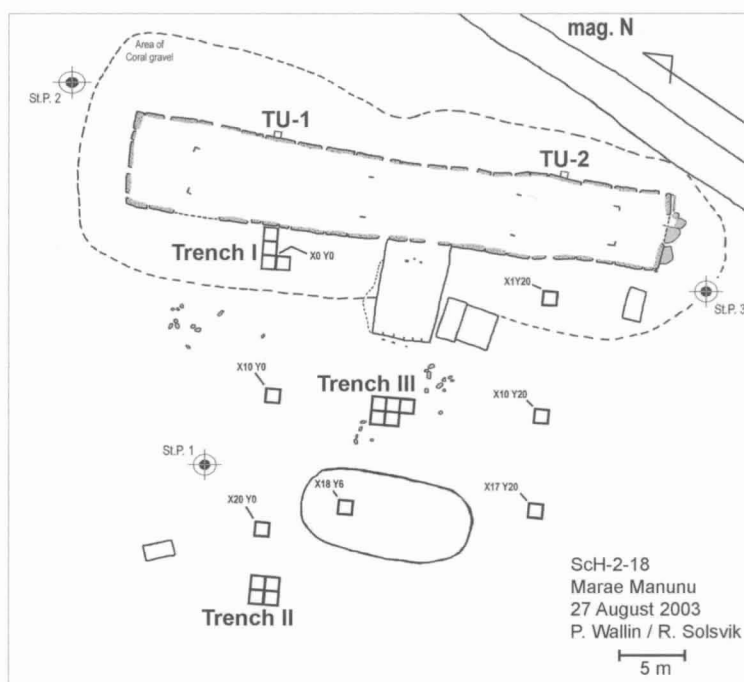 mag. N
Area of
Coral gravel
St.P. 2
TU-1
TU-2
Trench I
X0 Y0
X1Y20
St.P. 3
X10 Y0
Trench III
X10 Y20
St.P. 1
X18 Y6
X17 Y20
X20 Y0
Trench II
ScH-2-18
Marae Manunu
27 August 2003
P. Wallin / R. Solsvik
5 m